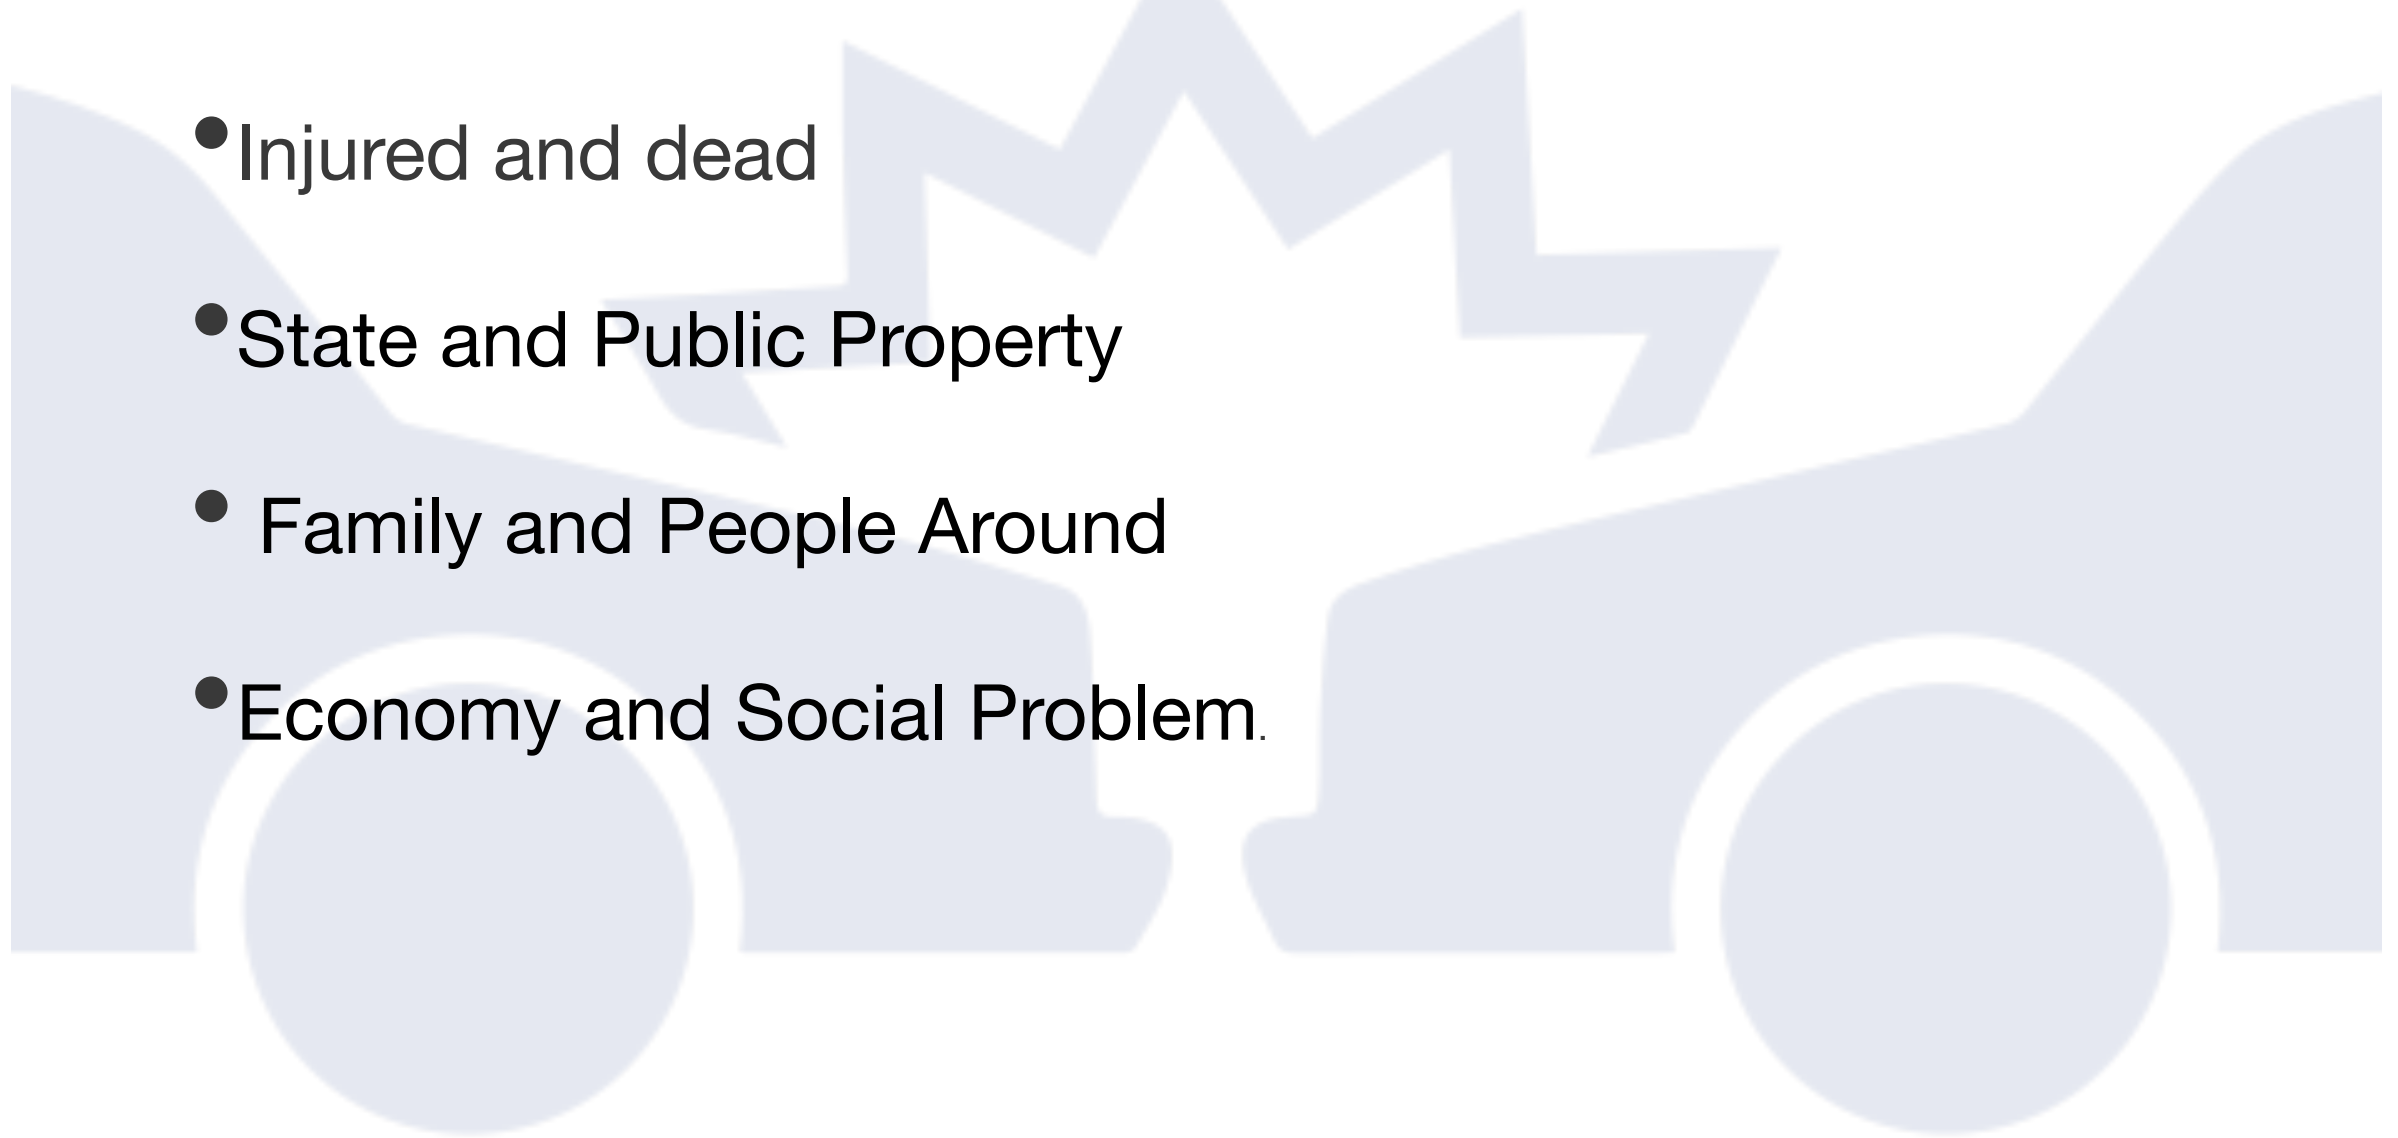 •Injured and dead
•State and Public Property
• Family and People Around
•Economy and Social Problem.